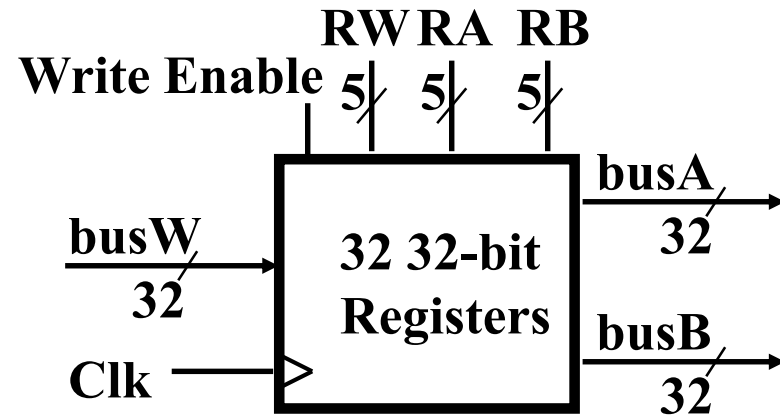 RW RA RB
Write Enable
5 5 5
busA
32
busW
32
32 32-bit
Registers
busB
32
Clk